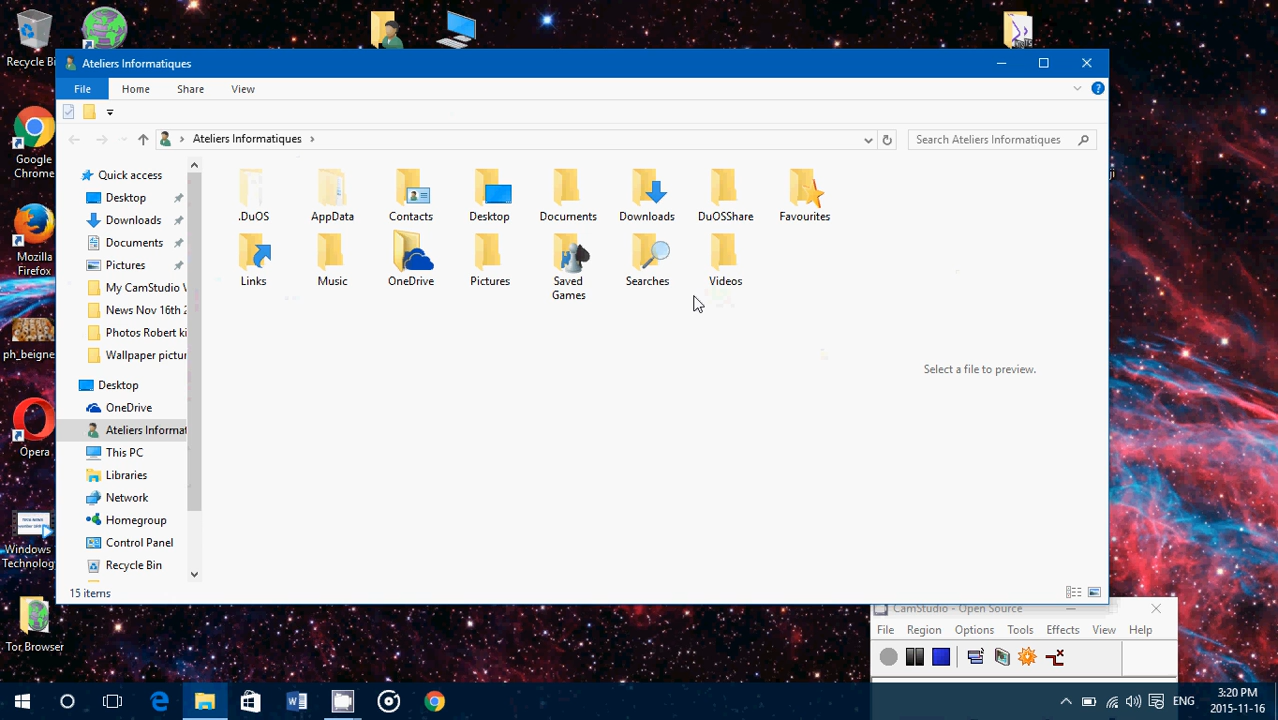 Recycle Bi
Ateliers Informatiques
File
Home
Share
View
Ateliers Informatiques
Search Ateliers Informatiques
Google
Chrome
Mozilla
Firefox
ph_beigne
Opera
Windows
Technolog
Tor Browser
Quick access
Desktop
Downloads
Documents
Pictures
My CamStudio V
News Nov 16th 2
Photos Robert ki
Wallpaper pictur
Desktop
OneDrive
Ateliers Informat
This PC
Libraries
Network
Homegroup
Control Panel
Recycle Bin
.DuOS
AppData
Contacts
Desktop
Documents
Downloads
DuOSShare
Favourites
Links
Music
OneDrive
Pictures
Saved
Games
Searches
Videos
Select a file to preview.
15 items
CamStudio - Open Source
File
Region
Options
Tools
Effects
View
Help
ENG
3:20 PM
2015-11-16